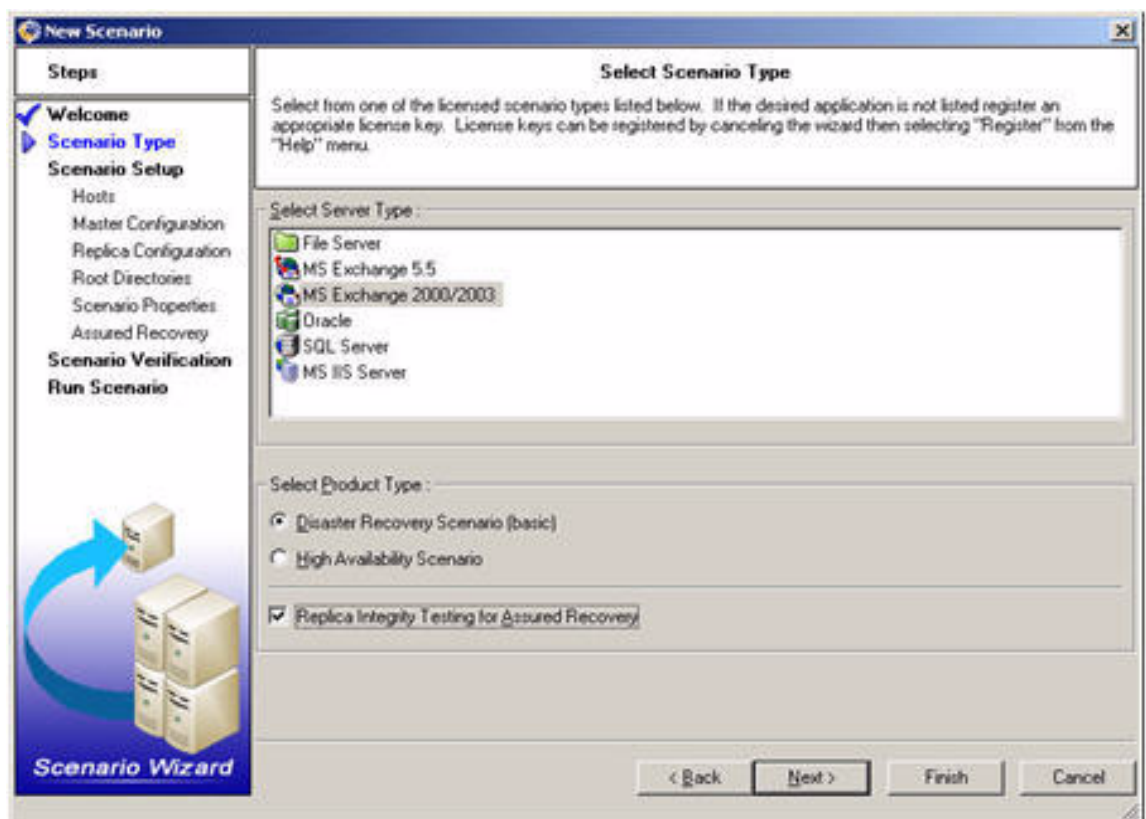 New Scenario
Steps
Welcome
Scenario Type
Scenario Setup
Hosts
Master Configuration
Replica Configuration
Root Directories
Scenario Properties
Assured Recovery
Scenario Verification
Run Scenario
Scenario Wizard
Select Scenario Type
Select from one of the licensed scenario types listed below. If the desired application is not listed register an
appropriate license key. License keys can be registered by canceling the wizard then selecting "Register" from the
"Help" menu.
Select Server Type :
File Server
MS Exchange 5.5
MS Exchange 2000/2003
Oracle
SQL Server
MS IIS Server
Select Product Type :
Disaster Recovery Scenario (basic)
High Availability Scenario
Replica Integrity Testing for Assured Recovery
< Back
Next >
Finish
Cancel